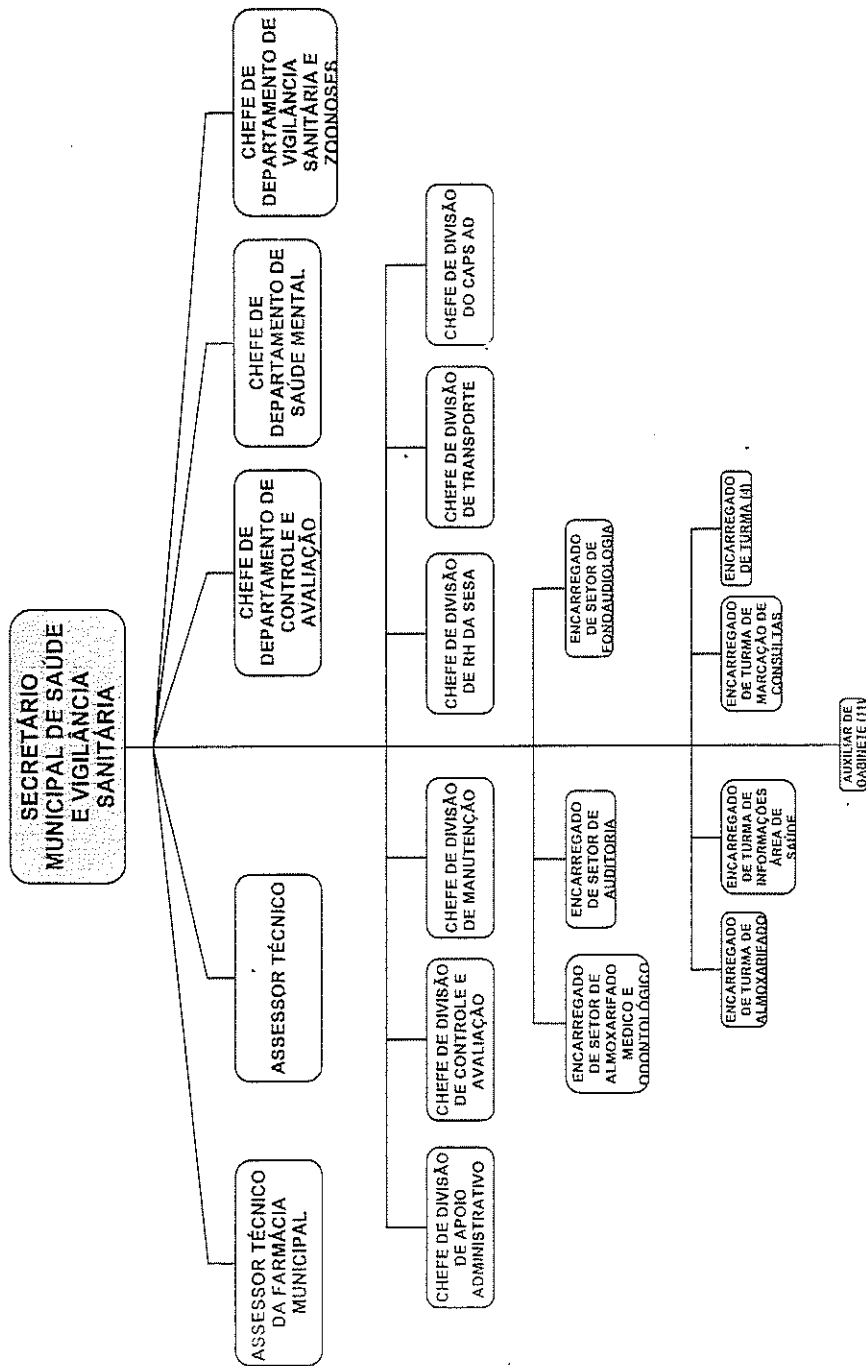 SECRETÁRIO
MUNICIPAL DE SAÚDE
E VIGILÂNCIA
SANITÁRIA
ASSESSOR TÉCNICO
DA FARMÁCIA
MUNICIPAL
ASSESSOR TÉCNICO
CHEFE DE
DEPARTAMENTO DE
CONTROLE E
AVALIAÇÃO
CHEFE DE
DEPARTAMENTO DE
SAÚDE MENTAL
CHEFE DE
DEPARTAMENTO DE
VIGILÂNCIA
SANITÁRIA E
ZOONOSES
CHEFE DE DIVISÃO
DE APOIO
ADMINISTRATIVO
CHEFE DE DIVISÃO
DE CONTROLE E
AVALIAÇÃO
CHEFE DE DIVISÃO
DE MANUTENÇÃO
CHEFE DE DIVISÃO
DE RH DA SESA
CHEFE DE DIVISÃO
DE TRANSPORTE
CHEFE DE DIVISÃO
DO CAPS AD
ENCARREGADO
DE SETOR DE
ALMOXARIFADO
MEDICO E
ODONTOLÓGICO
ENCARREGADO
DE SETOR DE
AUDITORIA
ENCARREGADO
DE SETOR DE
FONOAUDIOLOGIA
ENCARREGADO
DE TURMA DE
ALMOXARIFADO
ENCARREGADO
DE TURMA DE
INFORMAÇÕES
ÁREA DE
SAÚDE
ENCARREGADO
DE TURMA DE
MARCAÇÃO DE
CONSULTAS
ENCARREGADO
DE TURMA (4)
AUXILIAR DE
GABINETE (11)